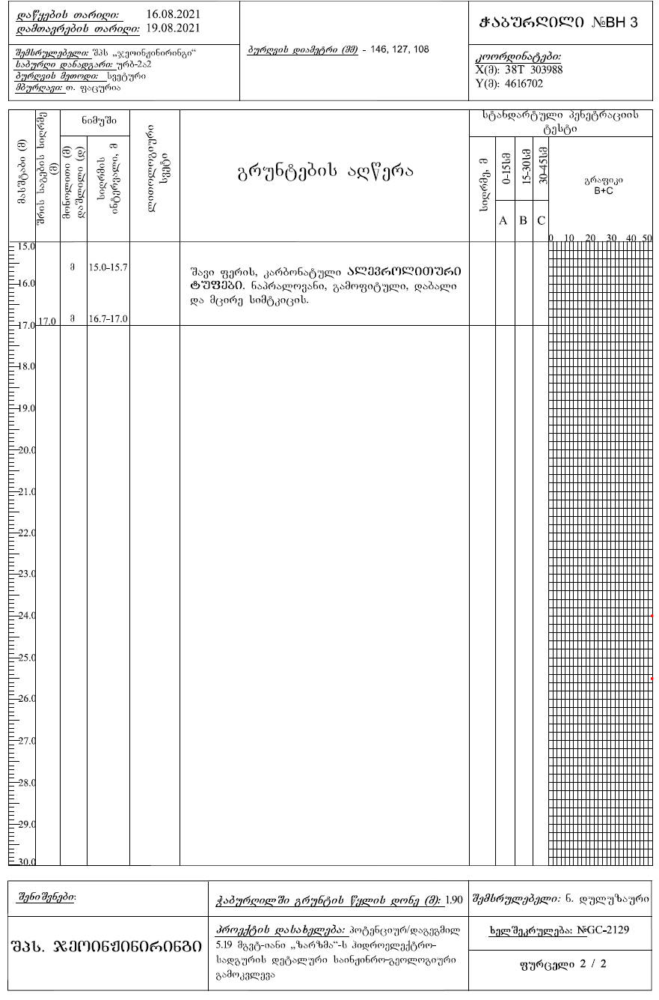 დაწყების თარიღი: 16.08.2021
დამთავრების თარიღი: 19.08.2021
შემსრულებელი: შპს „ჯეოინჟინირინგი“
საბურღი დანადგარი: ურბ-2ა2
ბურღვის მეთოდი: სვეტური
მბურღავი: თ. ფაცურია
ბურღვის დიამეტრი (მმ) - 146, 127, 108
ჭაბურღილი №BH 3
კოორდინატები:
X(მ): 38T 303988
Y(მ): 4616702
მასშტაბი (მ)
შრის საგების სიღრმე (მ)
ნიმუში
მონოლითი (მ)
დაშლილი (დ)
სიღრმის
ინტერვალი, მ
ლითოლოგიური
სვეტი
გრუნტების აღწერა
სტანდარტული პენეტრაციის
ტესტი
სიღრმე, მ
0-15სმ
15-30სმ
30-45სმ
A B C
გრაფიკი
B+C
0 10 20 30 40 50
15.0
მ 15.0-15.7
შავი ფერის, კარბონატული ალევროლითური
ტუფები. ნაპრალოვანი, გამოფიტული, დაბალი
და მცირე სიმტკიცის.
16.0
17.0 17.0 მ 16.7-17.0
18.0
19.0
20.0
21.0
22.0
23.0
24.0
25.0
26.0
27.0
28.0
29.0
30.0
შენიშვნები:
ჭაბურღილში გრუნტის წყლის დონე (მ): 1.90
შემსრულებელი: ნ. დულუზაური
შპს. ჯეოინჟინირინგი
პროექტის დასახელება: პოტენციურ/დაგეგმილ
5.19 მგვტ-იანი „ზარზმა“-ს ჰიდროელექტრო-
სადგურის დეტალური საინჟინრო-გეოლოგიური
გამოკვლევა
ხელშეკრულება: №GC-2129
ფურცელი 2 / 2